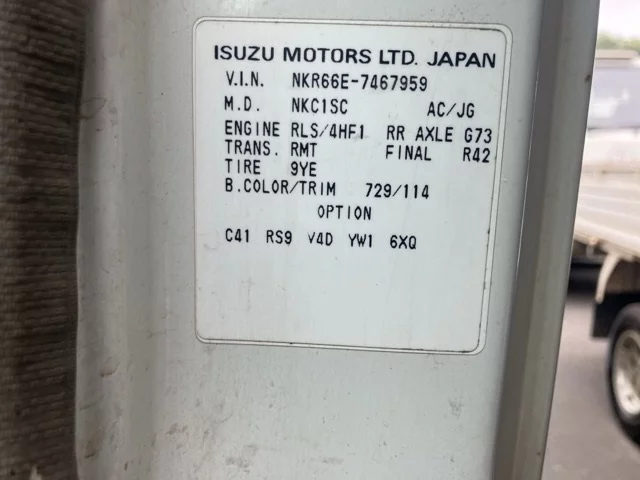 ISUZU MOTORS LTD. JAPAN
V.I.N. NKR66E-7467959
M.D. NKC1SC AC/JG
ENGINE RLS/4HF1 RR AXLE G73
TRANS. RMT FINAL R42
TIRE 9YE
B.COLOR/TRIM 729/114
OPTION
C41 RS9 V4D YW1 6XQ